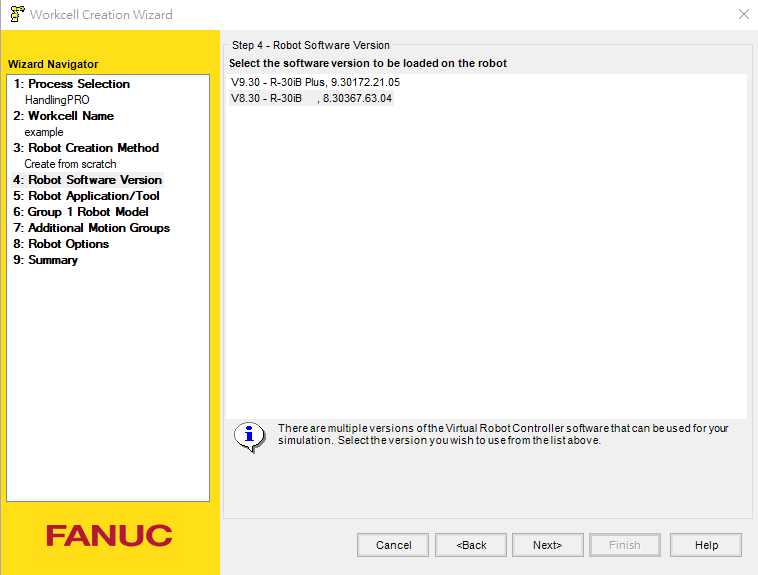 Workcell Creation Wizard
Wizard Navigator
1: Process Selection
HandlingPRO
2: Workcell Name
example
3: Robot Creation Method
Create from scratch
4: Robot Software Version
5: Robot Application/Tool
6: Group 1 Robot Model
7: Additional Motion Groups
8: Robot Options
9: Summary
FANUC
Step 4 - Robot Software Version
Select the software version to be loaded on the robot
V9.30 - R-30iB Plus, 9.30172.21.05
V8.30 - R-30iB , 8.30367.63.04
There are multiple versions of the Virtual Robot Controller software that can be used for your
simulation. Select the version you wish to use from the list above.
Cancel
<Back
Next>
Finish
Help